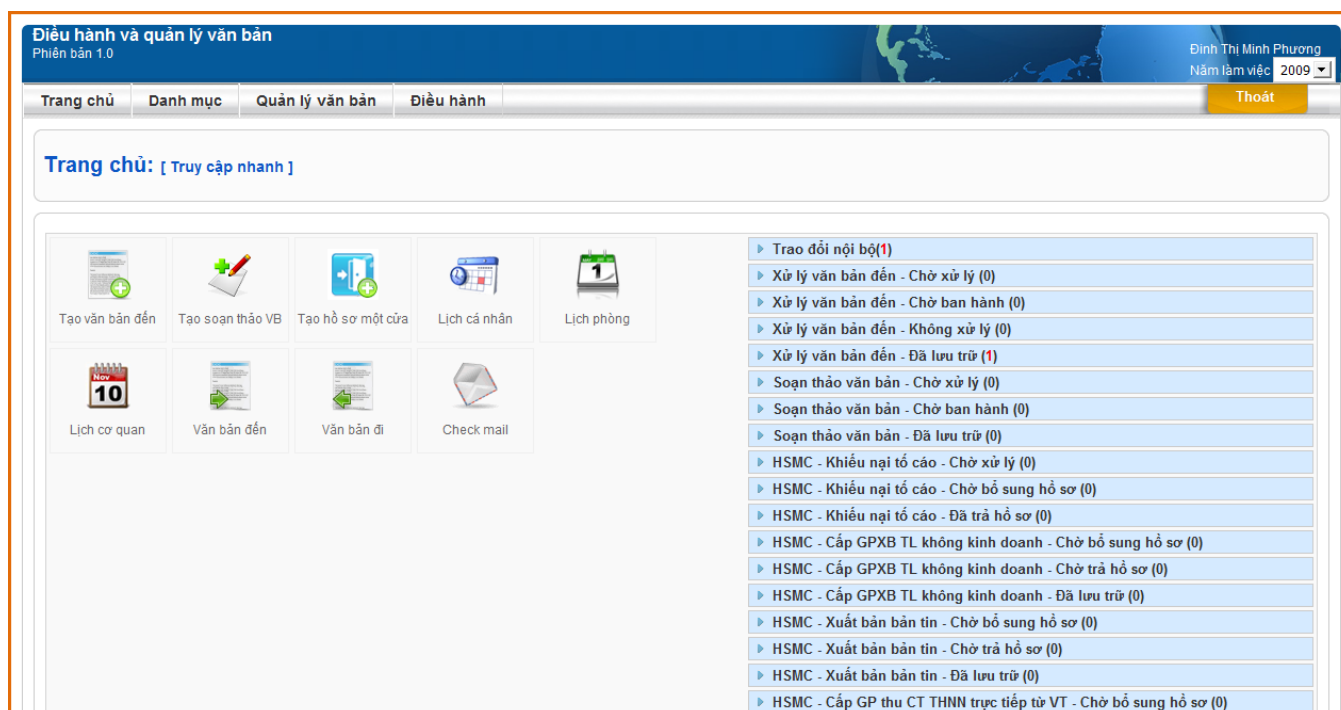 Điều hành và quản lý văn bản
Phiên bản 1.0
Đinh Thị Minh Phương
Năm làm việc 2009
Trang chủ Danh mục Quản lý văn bản Điều hành Thoát
Trang chủ: [ Truy cập nhanh ]
Tạo văn bản đến Tạo soạn thảo VB Tạo hồ sơ một cửa Lịch cá nhân 1 Lịch phòng
Nov
10
Lịch cơ quan Văn bản đến Văn bản đi Check mail
Trao đổi nội bộ(1)
Xử lý văn bản đến - Chờ xử lý (0)
Xử lý văn bản đến - Chờ ban hành (0)
Xử lý văn bản đến - Không xử lý (0)
Xử lý văn bản đến - Đã lưu trữ (1)
Soạn thảo văn bản - Chờ xử lý (0)
Soạn thảo văn bản - Chờ ban hành (0)
Soạn thảo văn bản - Đã lưu trữ (0)
HSMC - Khiếu nại tố cáo - Chờ xử lý (0)
HSMC - Khiếu nại tố cáo - Chờ bổ sung hồ sơ (0)
HSMC - Khiếu nại tố cáo - Đã trả hồ sơ (0)
HSMC - Cấp GPXB TL không kinh doanh - Chờ bổ sung hồ sơ (0)
HSMC - Cấp GPXB TL không kinh doanh - Chờ trả hồ sơ (0)
HSMC - Cấp GPXB TL không kinh doanh - Đã lưu trữ (0)
HSMC - Xuất bản bản tin - Chờ bổ sung hồ sơ (0)
HSMC - Xuất bản bản tin - Chờ trả hồ sơ (0)
HSMC - Xuất bản bản tin - Đã lưu trữ (0)
HSMC - Cấp GP thu CT THNN trực tiếp từ VT - Chờ bổ sung hồ sơ (0)